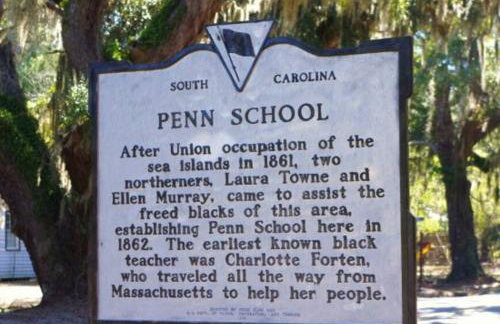 SOUTH CAROLINA
PENN SCHOOL
After Union occupation of the
sea islands in 1861, two
northerners, Laura Towne and
Ellen Murray, came to assist the
freed blacks of this area,
establishing Penn School here in
1862. The earliest known black
teacher was Charlotte Forten,
who traveled all the way from
Massachusetts to help her people.